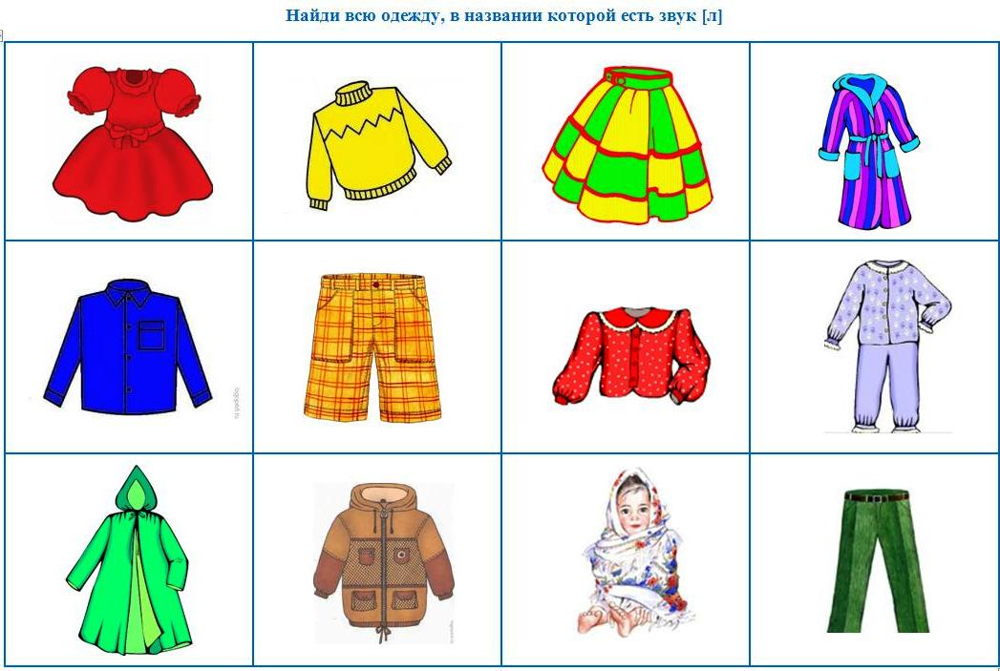 Найди всю одежду, в названии которой есть звук [л]